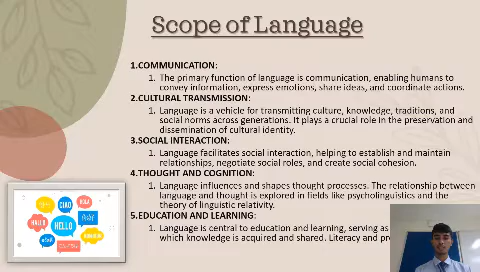 Scope of Language
1.COMMUNICATION:
1. The primary function of language is communication, enabling humans to
convey information, express emotions, share ideas, and coordinate actions.
2.CULTURAL TRANSMISSION:
1. Language is a vehicle for transmitting culture, knowledge, traditions, and
social norms across generations. It plays a crucial role in the preservation and
dissemination of cultural identity.
3.SOCIAL INTERACTION:
1. Language facilitates social interaction, helping to establish and maintain
relationships, negotiate social roles, and create social cohesion.
4.THOUGHT AND COGNITION:
1. Language influences and shapes thought processes. The relationship between
language and thought is explored in fields like psycholinguistics and the
theory of linguistic relativity.
5.EDUCATION AND LEARNING:
1. Language is central to education and learning, serving as
which knowledge is acquired and shared. Literacy and
CIAO
HOLA
HALLO
HELLO